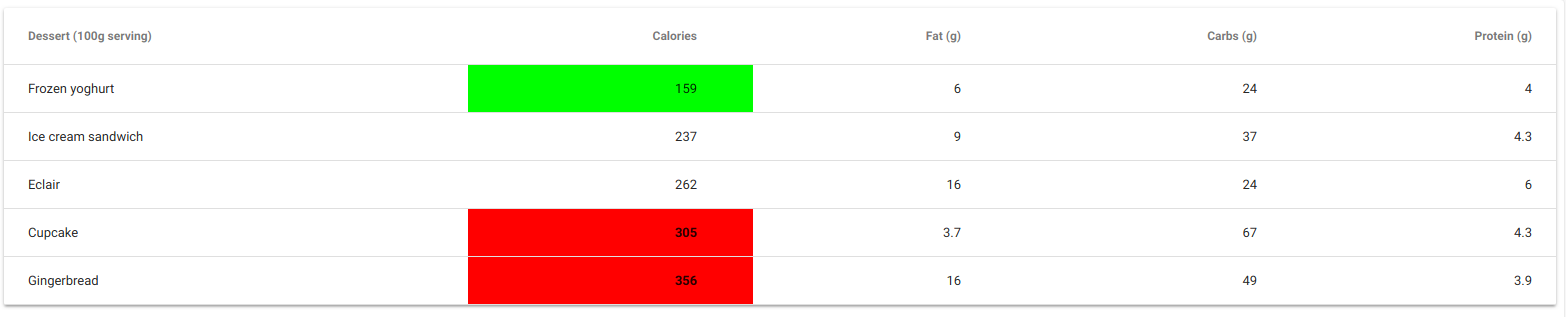 Dessert (100g serving) Calories Fat (g) Carbs (g) Protein (g)
Frozen yoghurt 159 6 24 4
Ice cream sandwich 237 9 37 4.3
Eclair 262 16 24 6
Cupcake 305 3.7 67 4.3
Gingerbread 356 16 49 3.9